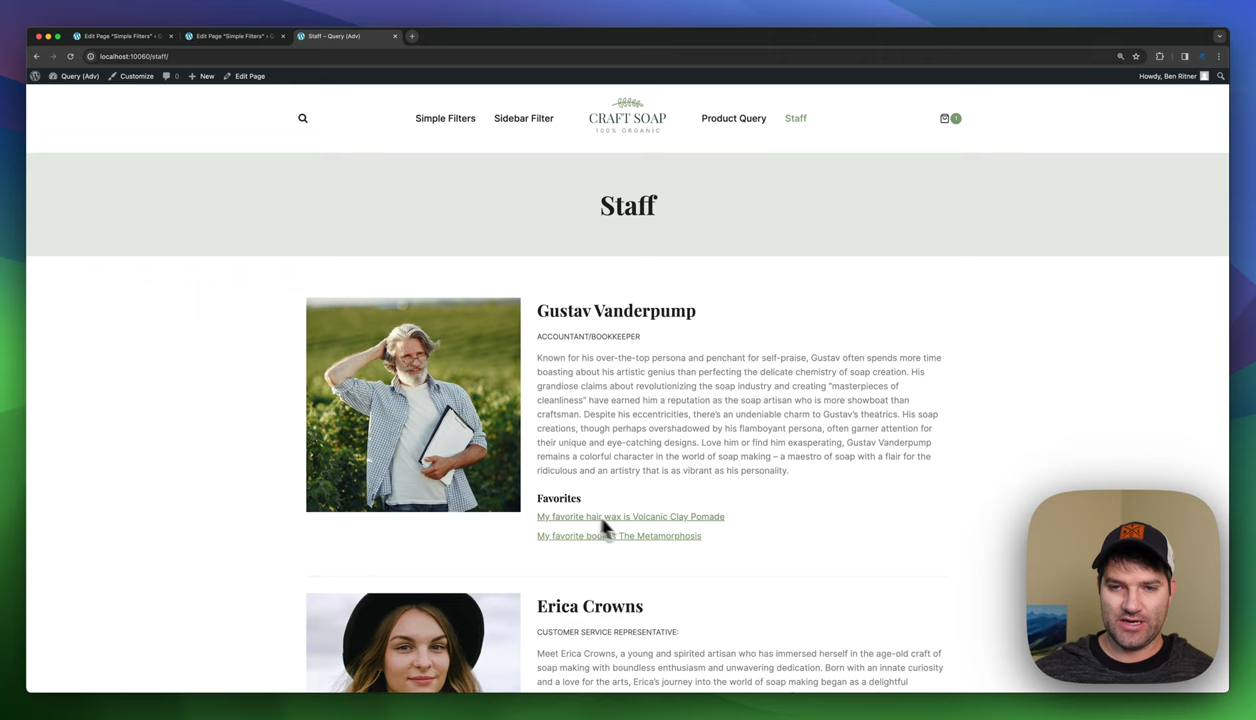 Edit Page "Simple Filters" ‹ C
Edit Page "Simple Filters" ‹ C
Staff – Query (Adv)
localhost:10060/staff/
Query (Adv)
Customize
0
New
Edit Page
Howdy, Ben Ritner
Simple Filters
Sidebar Filter
CRAFT SOAP
100% ORGANIC
Product Query
Staff
1
Staff
Gustav Vanderpump
ACCOUNTANT/BOOKKEEPER
Known for his over-the-top persona and penchant for self-praise, Gustav often spends more time
boasting about his artistic genius than perfecting the delicate chemistry of soap creation. His
grandiose claims about revolutionizing the soap industry and creating "masterpieces of
cleanliness" have earned him a reputation as the soap artisan who is more showboat than
craftsman. Despite his eccentricities, there's an undeniable charm to Gustav's theatrics. His soap
creations, though perhaps overshadowed by his flamboyant persona, often garner attention for
their unique and eye-catching designs. Love him or find him exasperating, Gustav Vanderpump
remains a colorful character in the world of soap making – a maestro of soap with a flair for the
ridiculous and an artistry that is as vibrant as his personality.
Favorites
My favorite hair wax is Volcanic Clay Pomade
My favorite The Metamorphosis
Erica Crowns
CUSTOMER SERVICE REPRESENTATIVE:
Meet Erica Crowns, a young and spirited artisan who has immersed herself in the age-old craft of
soap making with boundless enthusiasm and unwavering dedication. Born with an innate curiosity
and a love for the arts, Erica's journey into the world of soap making began as a delightful